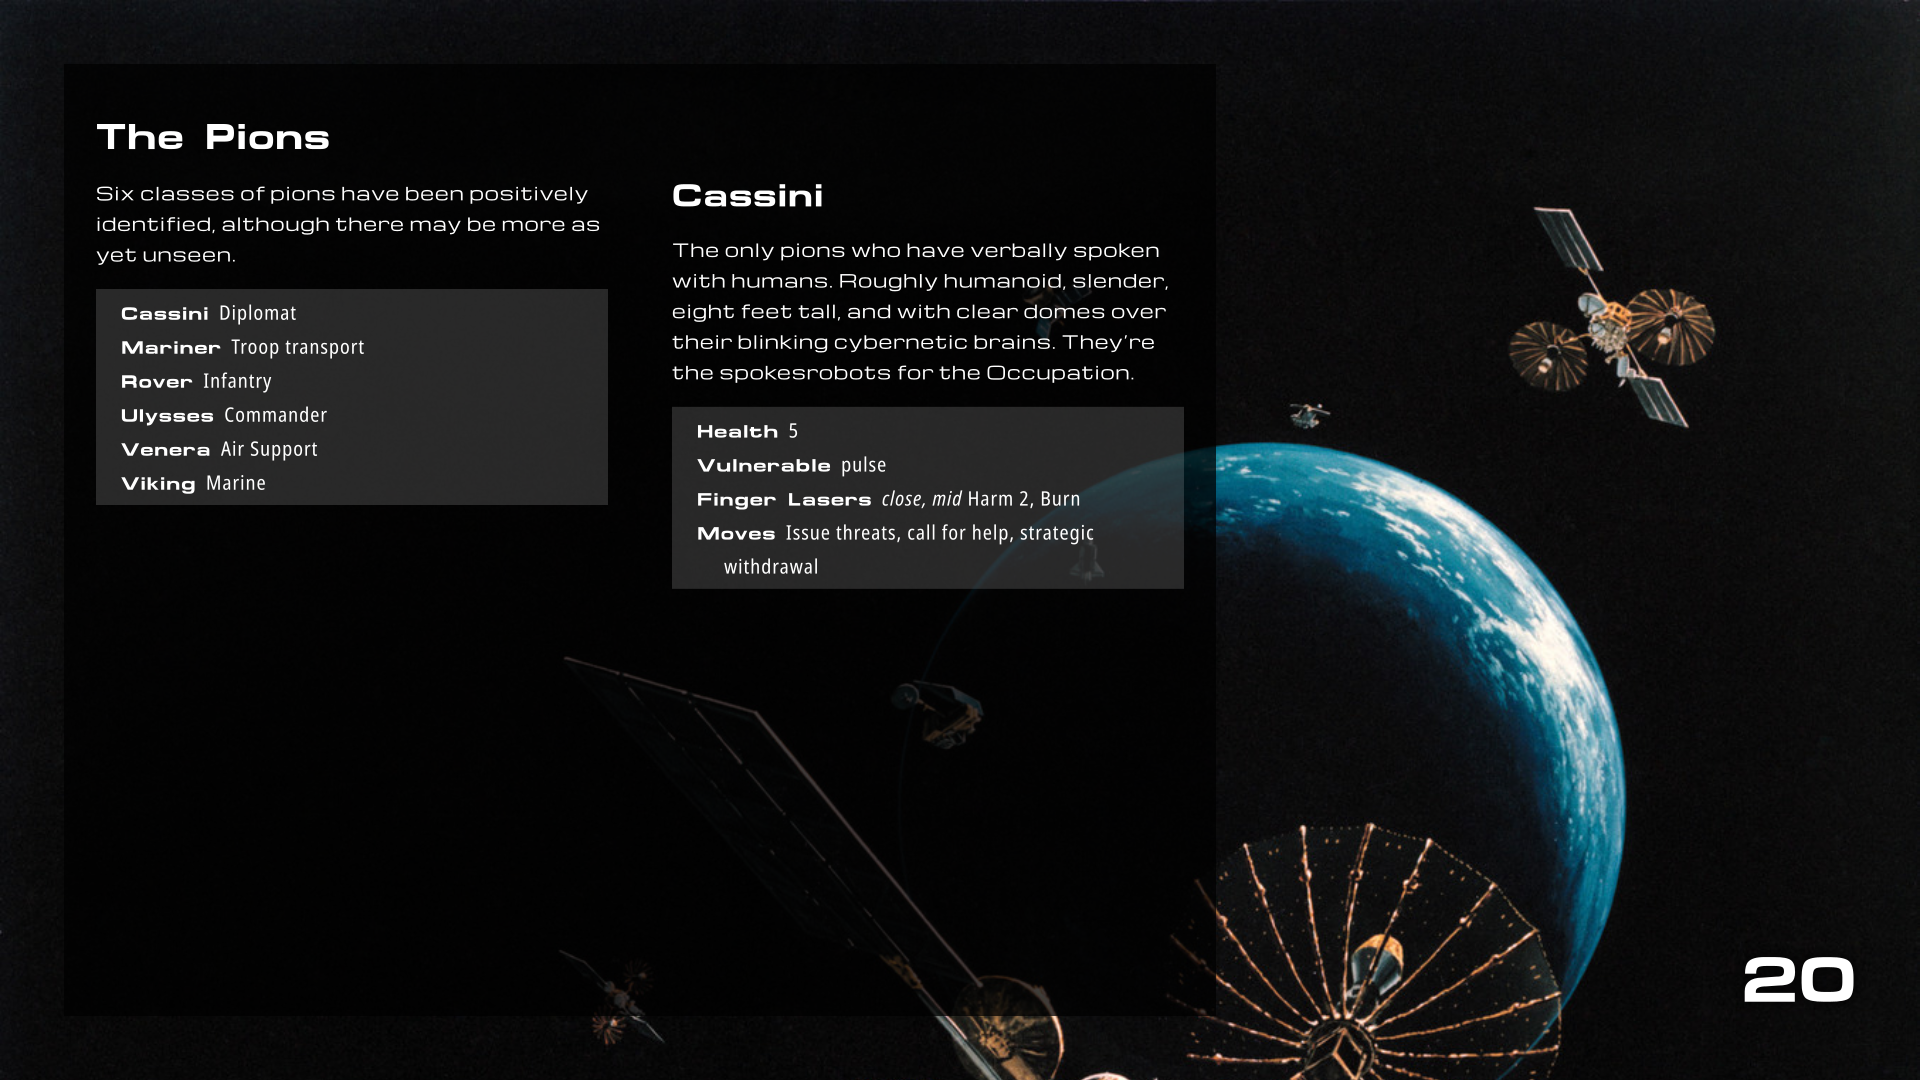 The Pions
Six classes of pions have been positively
identified, although there may be more as
yet unseen.
Cassini Diplomat
Mariner Troop transport
Rover Infantry
Ulysses Commander
Venera Air Support
Viking Marine
Cassini
The only pions who have verbally spoken
with humans. Roughly humanoid, slender,
eight feet tall, and with clear domes over
their blinking cybernetic brains. They’re
the spokesrobots for the Occupation.
Health 5
Vulnerable pulse
Finger Lasers close, mid Harm 2, Burn
Moves Issue threats, call for help, strategic
withdrawal
20